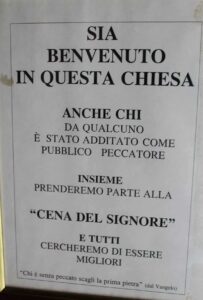 SIA
BENVENUTO
IN QUESTA CHIESA
ANCHE CHI
DA QUALCUNO
È STATO ADDITATO COME
PUBBLICO PECCATORE
INSIEME
PRENDEREMO PARTE ALLA
“CENA DEL SIGNORE”
E TUTTI
CERCHEREMO DI ESSERE
MIGLIORI
“Chi è senza peccato scagli la prima pietra” (dal Vangelo)